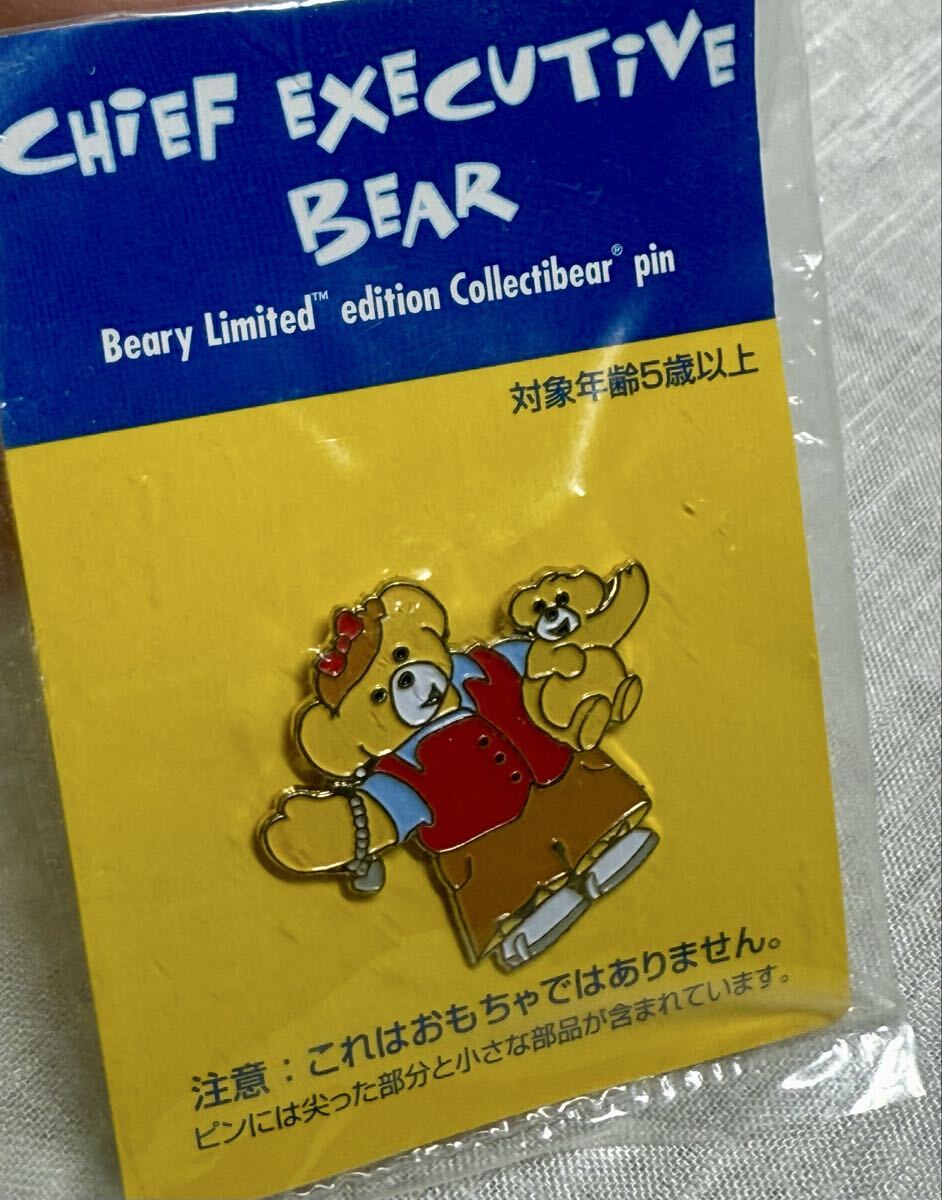 CHiEF EXECUTiVE
BEAR
Beary Limited™ edition Collectibear® pin
対象年齢5歳以上
注意：これはおもちゃではありません。
ピンには尖った部分と小さな部品が含まれています。